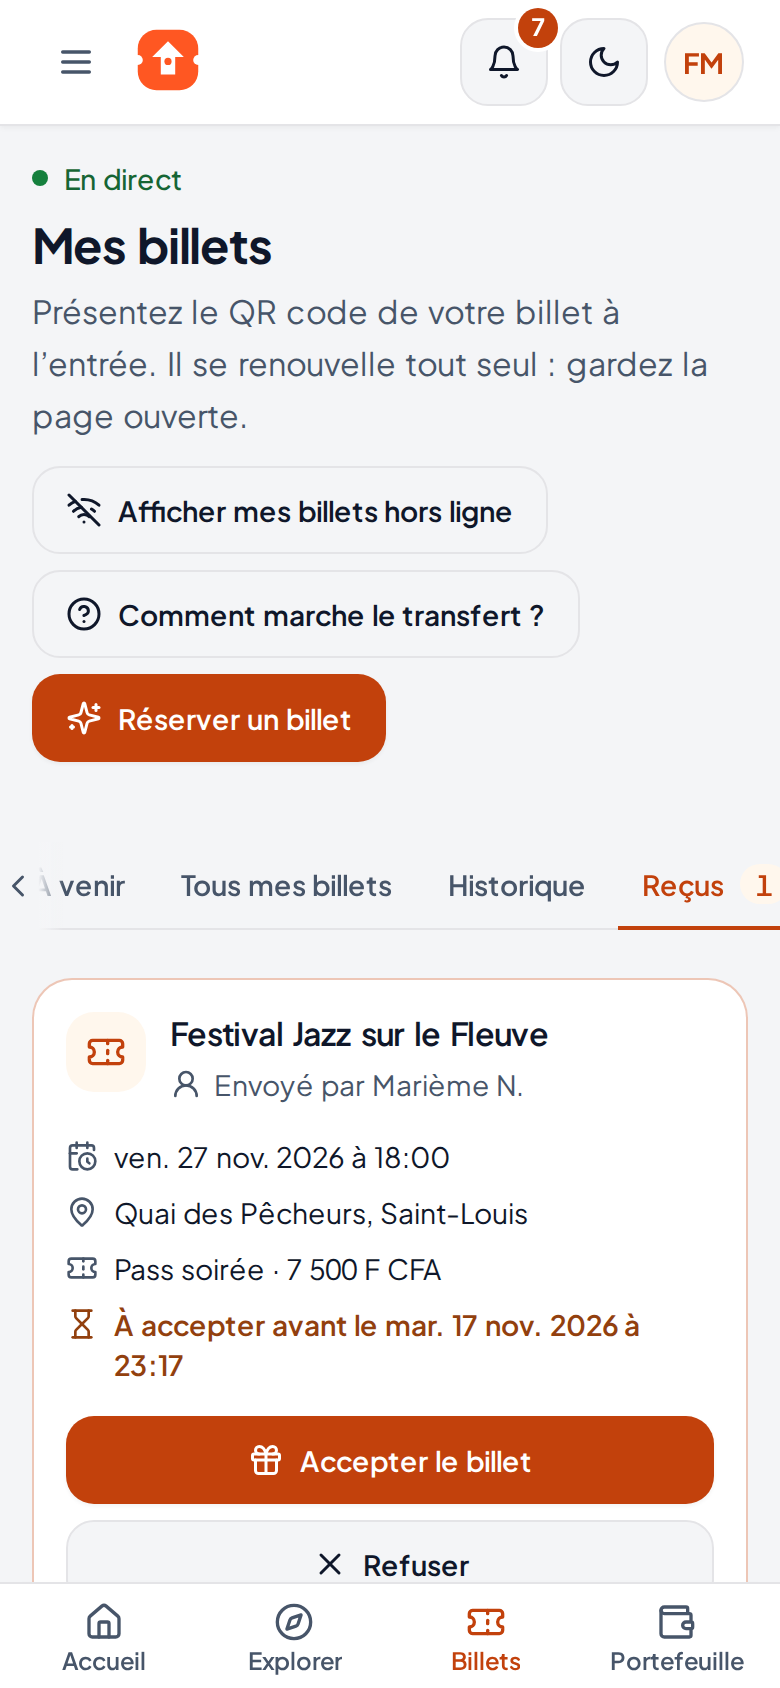 7
FM
En direct
Mes billets
Présentez le QR code de votre billet à
l’entrée. Il se renouvelle tout seul : gardez la
page ouverte.
Afficher mes billets hors ligne
Comment marche le transfert ?
Réserver un billet
À venir
Tous mes billets
Historique
Reçus 1
Festival Jazz sur le Fleuve
Envoyé par Marième N.
ven. 27 nov. 2026 à 18:00
Quai des Pêcheurs, Saint-Louis
Pass soirée · 7 500 F CFA
À accepter avant le mar. 17 nov. 2026 à
23:17
Accepter le billet
Refuser
Accueil
Explorer
Billets
Portefeuille